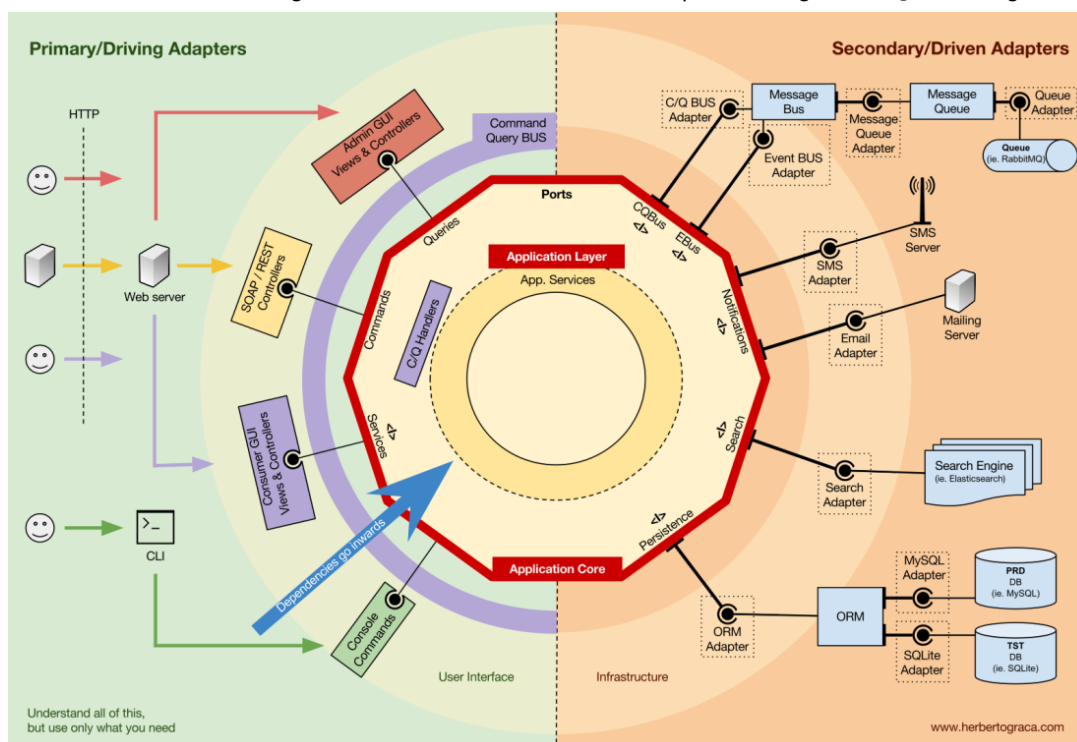 Primary/Driving Adapters
Secondary/Driven Adapters
HTTP
Web server
CLI
Admin GUI
Views & Controllers
SOAP / REST
Controllers
Consumer GUI
Views & Controllers
Console
Commands
Command
Query BUS
Dependencies go inwards
Ports
Queries
Commands
Services
</>
C/Q Handlers
Application Layer
App. Services
Application Core
CQBus
</>
EBus
</>
Notifications
</>
Search
</>
Persistence
</>
C/Q BUS
Adapter
Message
Bus
Event BUS
Adapter
Message
Queue
Adapter
Message
Queue
Queue
Adapter
Queue
(ie. RabbitMQ)
SMS
Adapter
SMS
Server
Email
Adapter
Mailing
Server
Search
Adapter
Search Engine
(ie. Elasticsearch)
ORM
Adapter
ORM
MySQL
Adapter
PRD
DB
(ie. MySQL)
SQLite
Adapter
TST
DB
(ie. SQLite)
User Interface
Infrastructure
Understand all of this,
but use only what you need
www.herbertograca.com